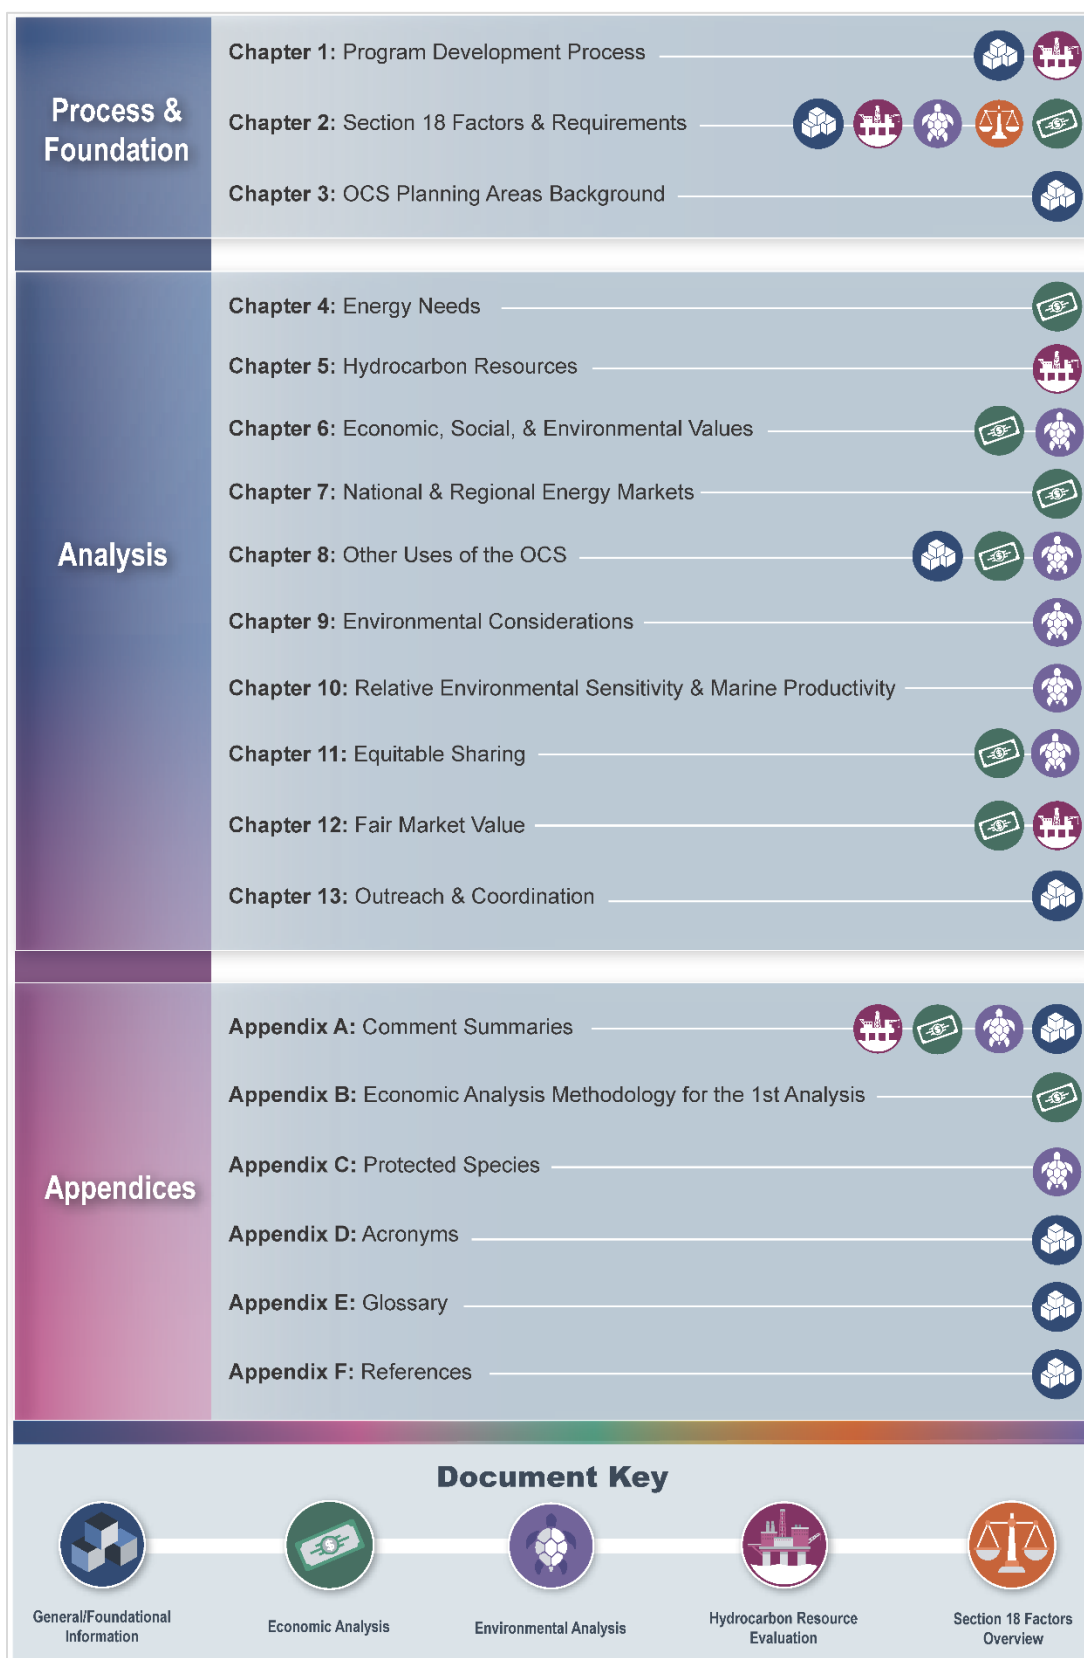 Process &
Foundation
Chapter 1: Program Development Process
Chapter 2: Section 18 Factors & Requirements
Chapter 3: OCS Planning Areas Background
Analysis
Chapter 4: Energy Needs
Chapter 5: Hydrocarbon Resources
Chapter 6: Economic, Social, & Environmental Values
Chapter 7: National & Regional Energy Markets
Chapter 8: Other Uses of the OCS
Chapter 9: Environmental Considerations
Chapter 10: Relative Environmental Sensitivity & Marine Productivity
Chapter 11: Equitable Sharing
Chapter 12: Fair Market Value
Chapter 13: Outreach & Coordination
Appendices
Appendix A: Comment Summaries
Appendix B: Economic Analysis Methodology for the 1st Analysis
Appendix C: Protected Species
Appendix D: Acronyms
Appendix E: Glossary
Appendix F: References
Document Key
General/Foundational
Information
Economic Analysis
Environmental Analysis
Hydrocarbon Resource
Evaluation
Section 18 Factors
Overview